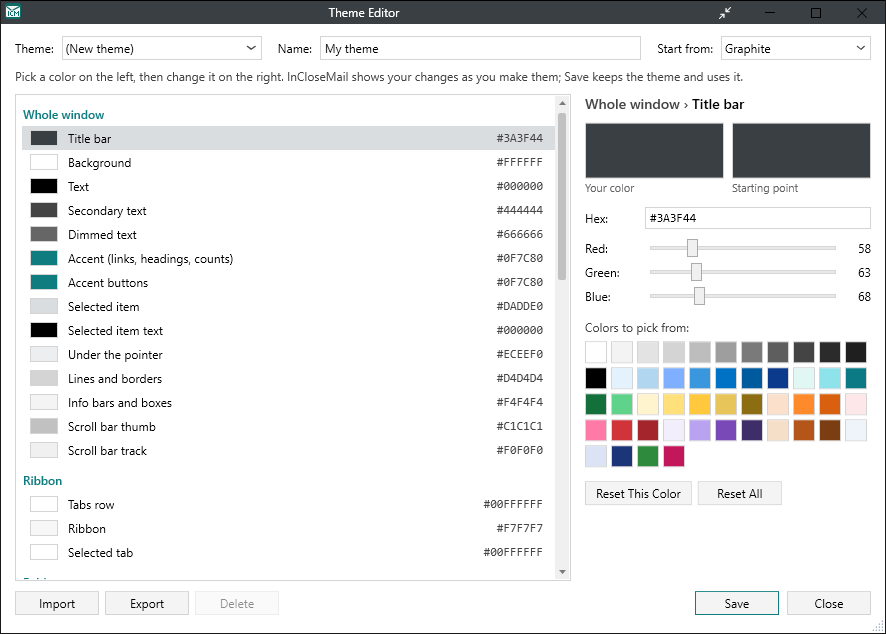 ICM
Theme Editor
Theme: (New theme) Name: My theme Start from: Graphite
Pick a color on the left, then change it on the right. InCloseMail shows your changes as you make them; Save keeps the theme and uses it.
Whole window
Title bar #3A3F44
Background #FFFFFF
Text #000000
Secondary text #444444
Dimmed text #666666
Accent (links, headings, counts) #0F7C80
Accent buttons #0F7C80
Selected item #DADDE0
Selected item text #000000
Under the pointer #ECEEF0
Lines and borders #D4D4D4
Info bars and boxes #F4F4F4
Scroll bar thumb #C1C1C1
Scroll bar track #F0F0F0
Ribbon
Tabs row #00FFFFFF
Ribbon #F7F7F7
Selected tab #00FFFFFF
Whole window › Title bar
Your color Starting point
Hex: #3A3F44
Red: 58
Green: 63
Blue: 68
Colors to pick from:
Reset This Color Reset All
Import Export Delete Save Close